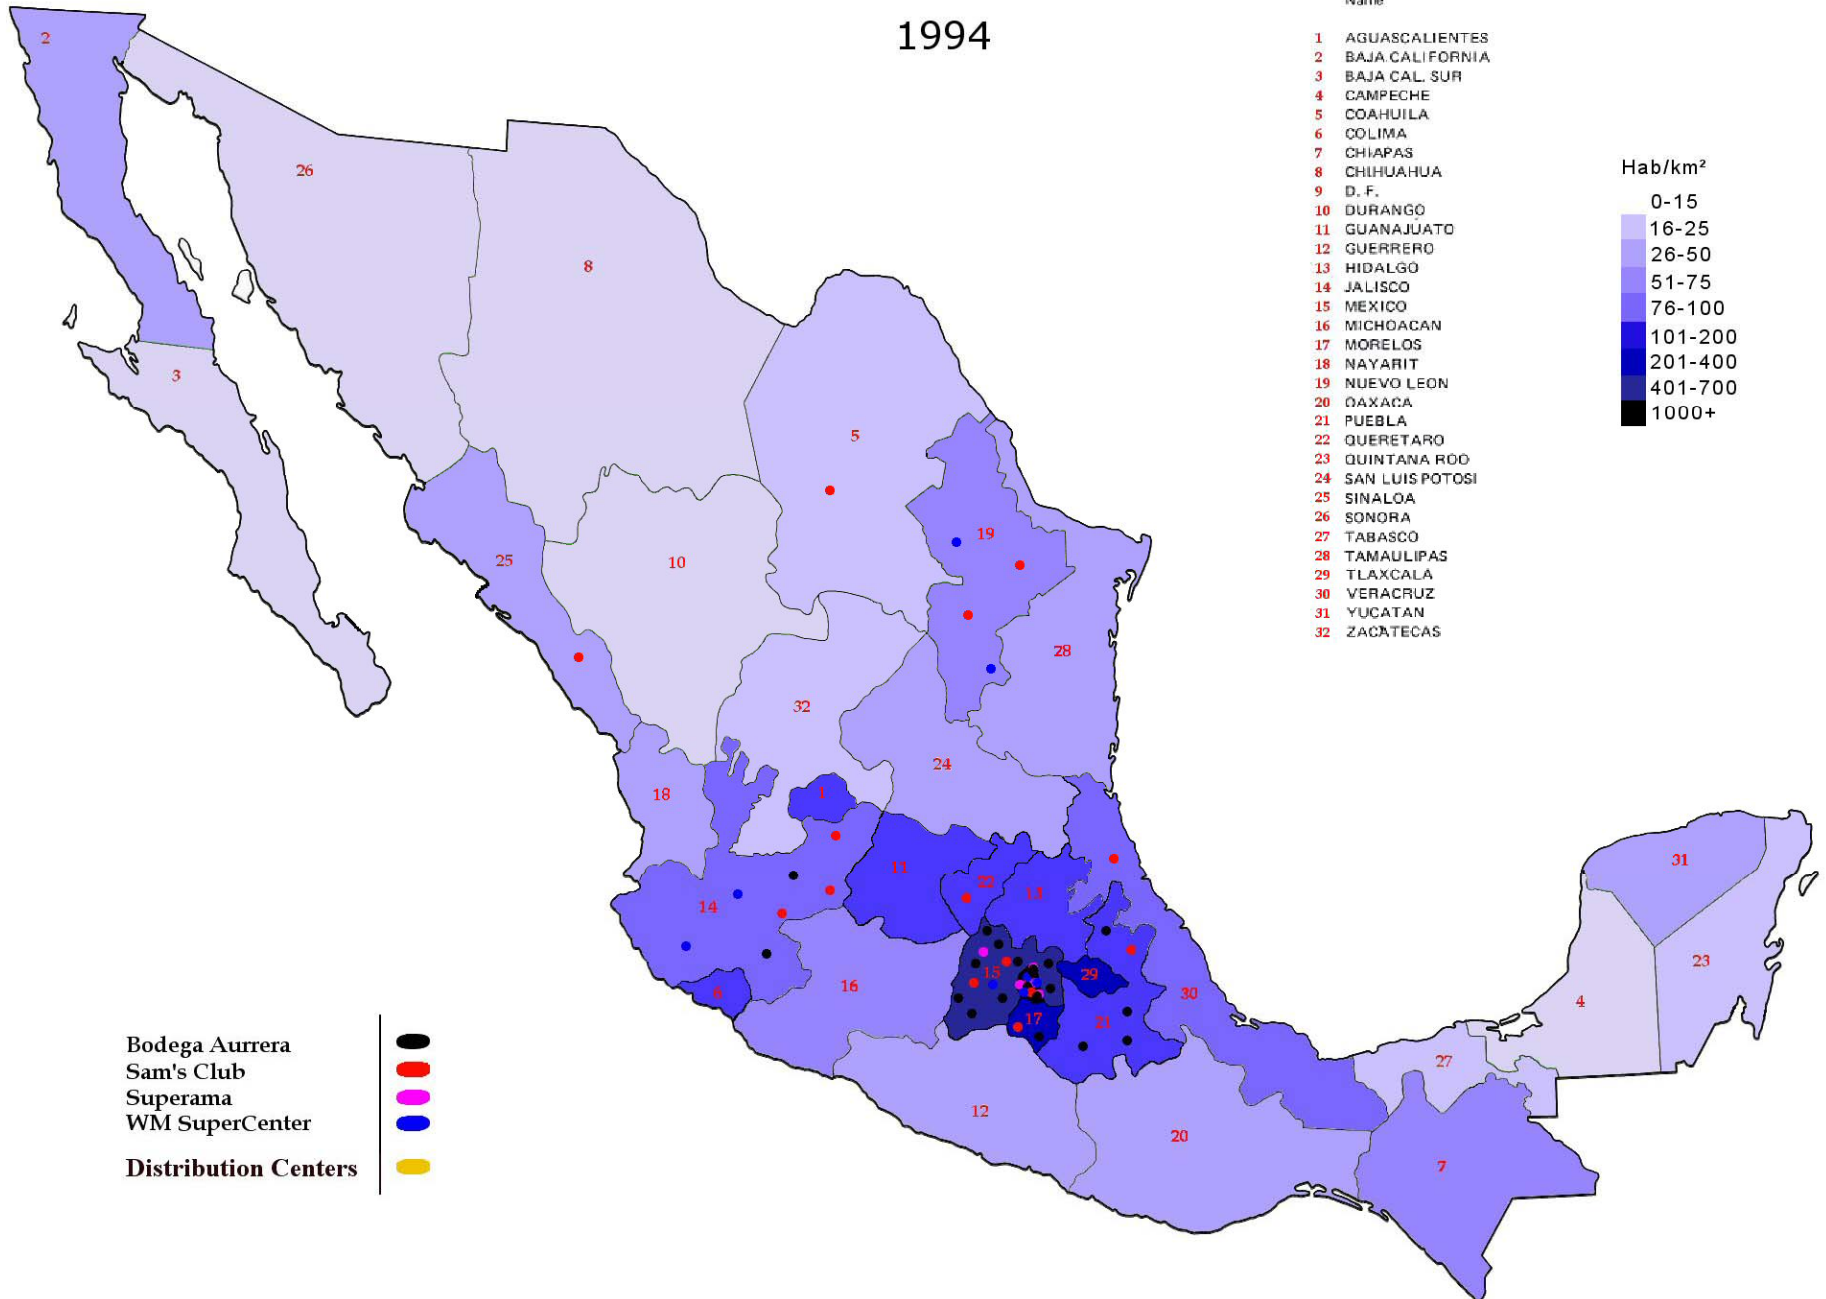 1994
Name
1 AGUASCALIENTES
2 BAJA CALIFORNIA
3 BAJA CAL. SUR
4 CAMPECHE
5 COAHUILA
6 COLIMA
7 CHIAPAS
8 CHIHUAHUA
9 D. F.
10 DURANGO
11 GUANAJUATO
12 GUERRERO
13 HIDALGO
14 JALISCO
15 MEXICO
16 MICHOACAN
17 MORELOS
18 NAYARIT
19 NUEVO LEON
20 OAXACA
21 PUEBLA
22 QUERETARO
23 QUINTANA ROO
24 SAN LUIS POTOSI
25 SINALOA
26 SONORA
27 TABASCO
28 TAMAULIPAS
29 TLAXCALA
30 VERACRUZ
31 YUCATAN
32 ZACATECAS
Hab/km²
0-15
16-25
26-50
51-75
76-100
101-200
201-400
401-700
1000+
2
26
8
3
5
19
25
10
28
32
24
18
1
11
22
13
14
31
23
15
29
16
6
30
4
17
21
27
12
20
7
Bodega Aurrera
Sam's Club
Superama
WM SuperCenter
Distribution Centers